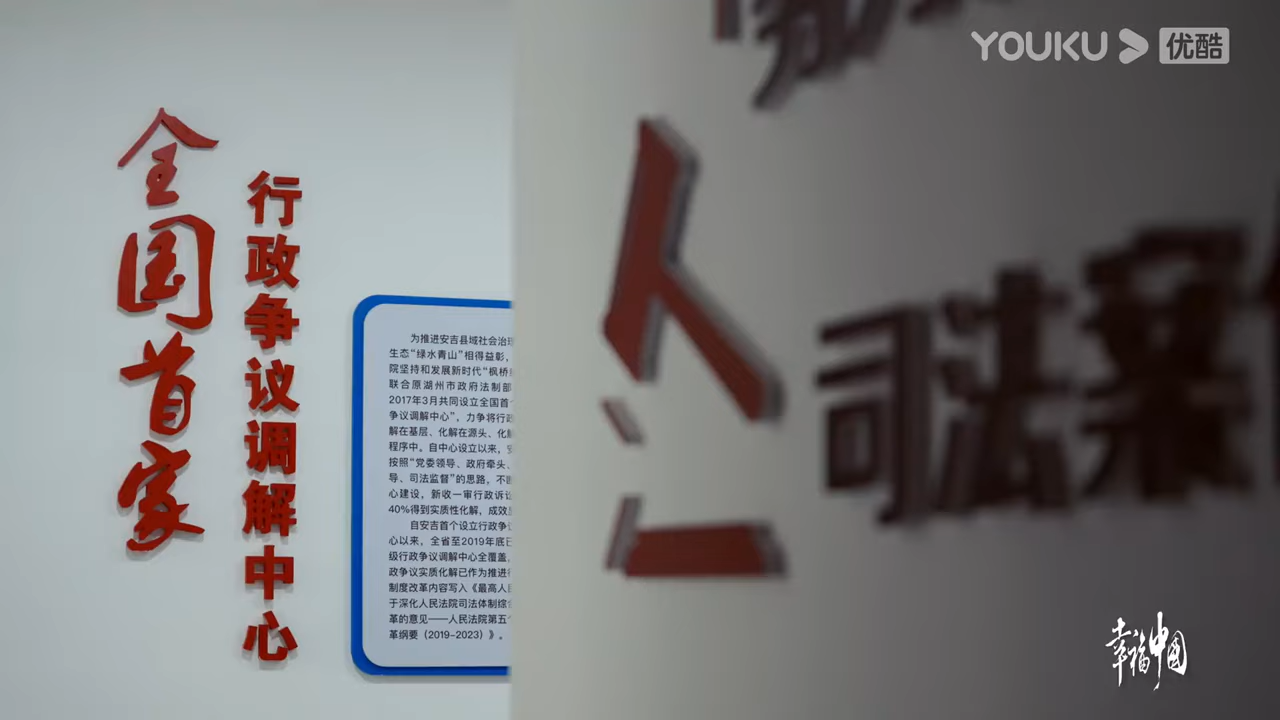 YOUKU 优酷
全国首家
行政争议调解中心
为推进安吉县域社会治理
生态“绿水青山”相得益彰，
院坚持和发展新时代“枫桥
联合原湖州市政府法制部
2017年3月共同设立全国首
争议调解中心”，力争将行政
解在基层、化解在源头、化解
程序中。自中心设立以来，
按照“党委领导、政府牵头、
导、司法监督”的思路，不断
心建设，新收一审行政诉讼
40%得到实质性化解，成效
自安吉首个设立行政争议
心以来，全省至2019年底已
级行政争议调解中心全覆盖，
政争议实质化解已作为推进行
制度改革内容写入《最高人民
于深化人民法院司法体制综合
革的意见——人民法院第五个
革纲要（2019-2023）》。
司法案
幸福中国